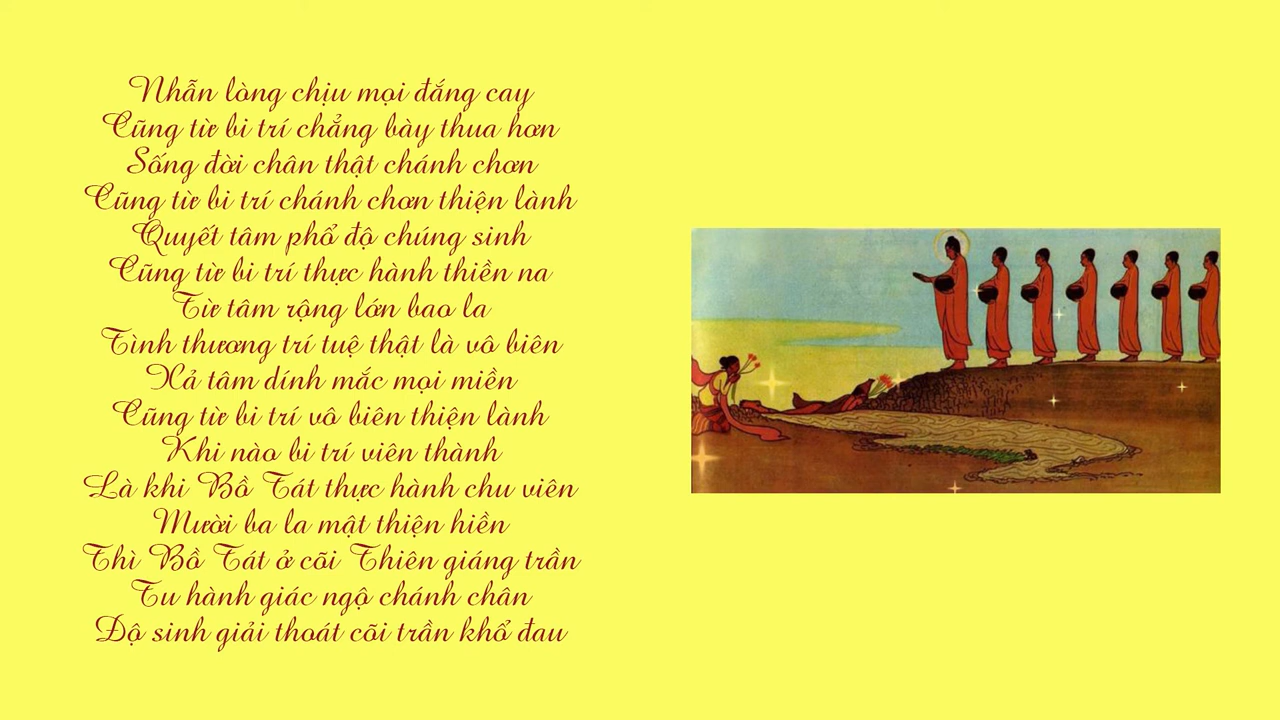 Nhẫn lòng chịu mọi đắng cay
Cũng từ bi trí chẳng bày thua hơn
Sống đời chân thật chánh chơn
Cũng từ bi trí chánh chơn thiện lành
Quyết tâm phổ độ chúng sinh
Cũng từ bi trí thực hành thiền na
Từ tâm rộng lớn bao la
Tình thương trí tuệ thật là vô biên
Xả tâm dính mắc mọi miền
Cũng từ bi trí vô biên thiện lành
Khi nào bi trí viên thành
Là khi Bồ Tát thực hành chu viên
Mười ba la mật thiện hiền
Thì Bồ Tát ở cõi Thiên giáng trần
Tu hành giác ngộ chánh chân
Độ sinh giải thoát cõi trần khổ đau